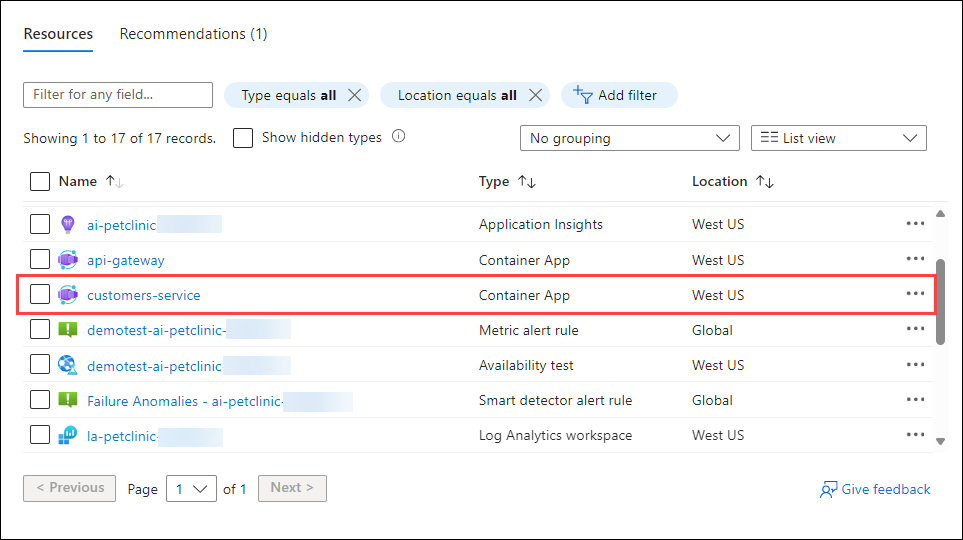 Resources Recommendations (1)
Filter for any field... Type equals all Location equals all Add filter
Showing 1 to 17 of 17 records. Show hidden types No grouping List view
Name Type Location
ai-petclinic Application Insights West US
api-gateway Container App West US
customers-service Container App West US
demotest-ai-petclinic- Metric alert rule Global
demotest-ai-petclinic Availability test West US
Failure Anomalies - ai-petclinic- Smart detector alert rule Global
la-petclinic- Log Analytics workspace West US
< Previous Page 1 of 1 Next > Give feedback